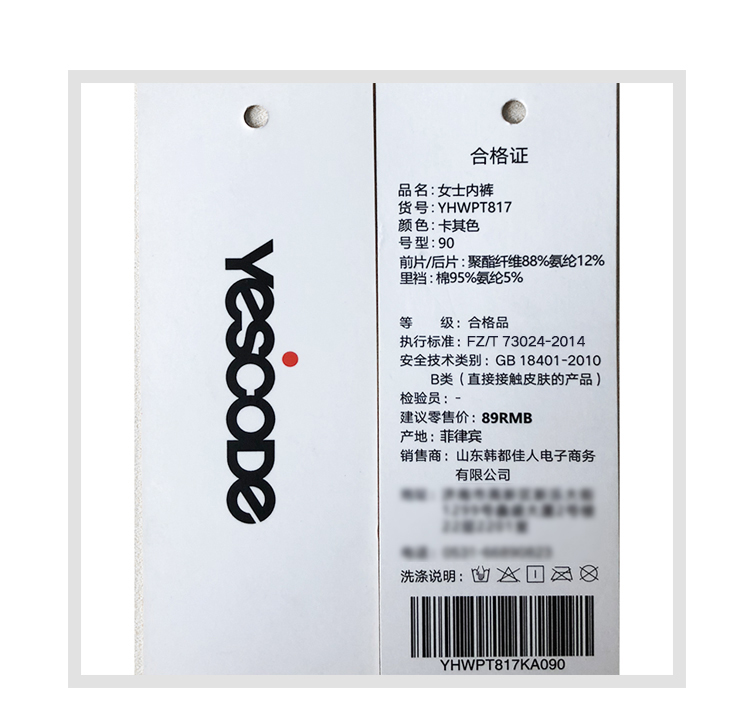 Yescode
合格证
品名:女士内裤
货号:YHWPT817
颜色:卡其色
号型:90
前片/后片:聚酯纤维88%氨纶12%
里裆:棉95%氨纶5%
等 级:合格品
执行标准:FZ/T 73024-2014
安全技术类别:GB 18401-2010
B类(直接接触皮肤的产品)
检验员:-
建议零售价:89RMB
产地:菲律宾
销售商:山东韩都佳人电子商务
有限公司
洗涤说明:
YHWPT817KA090